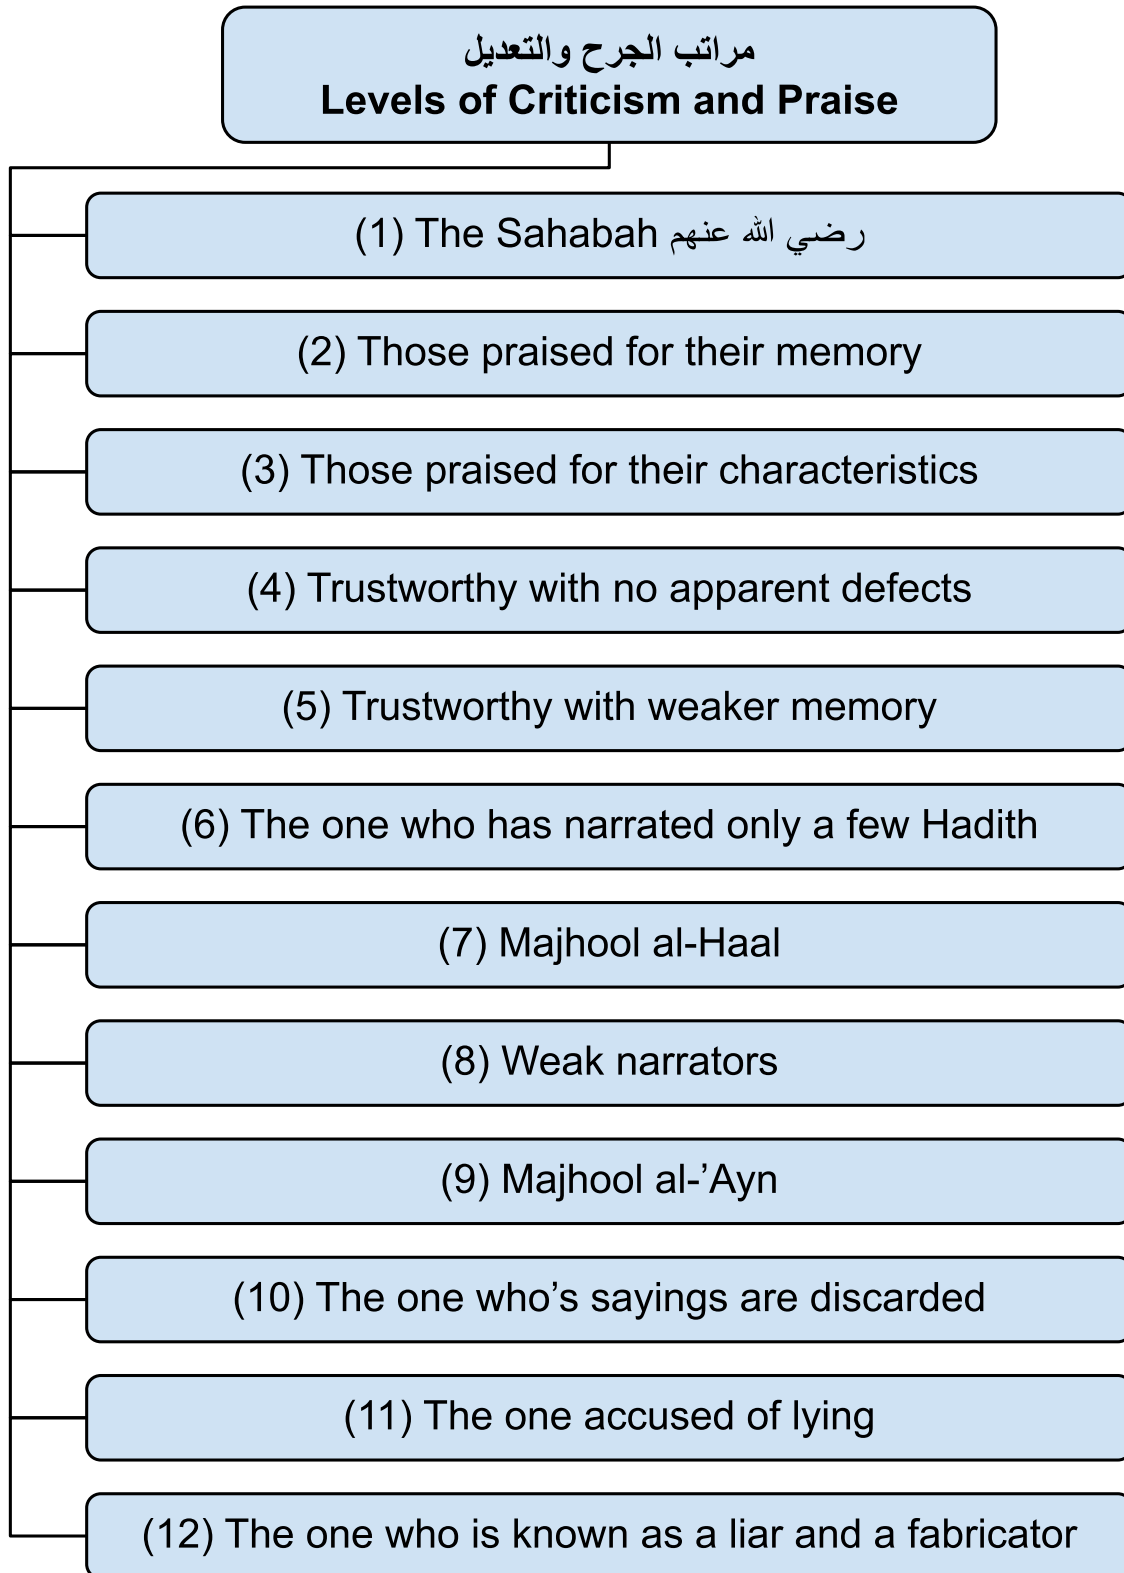 مراتب الجرح والتعديل
Levels of Criticism and Praise
(1) The Sahabah رضي الله عنهم
(2) Those praised for their memory
(3) Those praised for their characteristics
(4) Trustworthy with no apparent defects
(5) Trustworthy with weaker memory
(6) The one who has narrated only a few Hadith
(7) Majhool al-Haal
(8) Weak narrators
(9) Majhool al-’Ayn
(10) The one who’s sayings are discarded
(11) The one accused of lying
(12) The one who is known as a liar and a fabricator